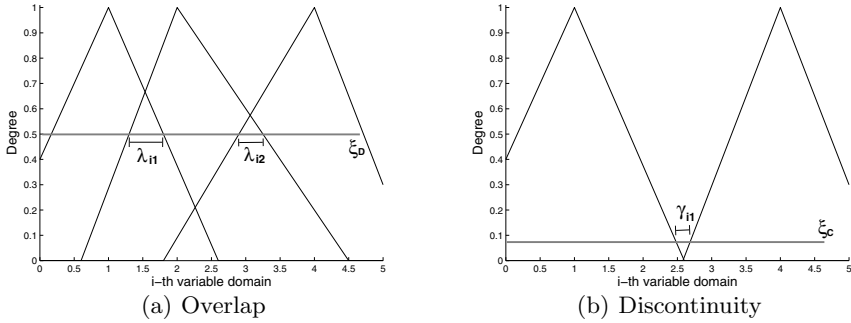 1
0.9
0.8
0.7
0.6
0.5
0.4
0.3
0.2
0.1
0
Degree
λi1
λi2
ξD
0 0.5 1 1.5 2 2.5 3 3.5 4 4.5 5
i−th variable domain
(a) Overlap
1
0.9
0.8
0.7
0.6
0.5
0.4
0.3
0.2
0.1
0
Degree
γi1
ξC
0 0.5 1 1.5 2 2.5 3 3.5 4 4.5 5
i−th variable domain
(b) Discontinuity